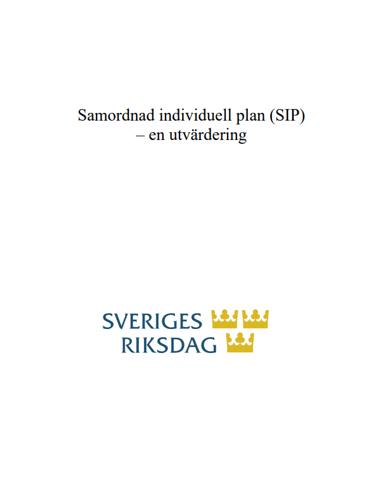 Samordnad individuell plan (SIP)
– en utvärdering
SVERIGES
RIKSDAG